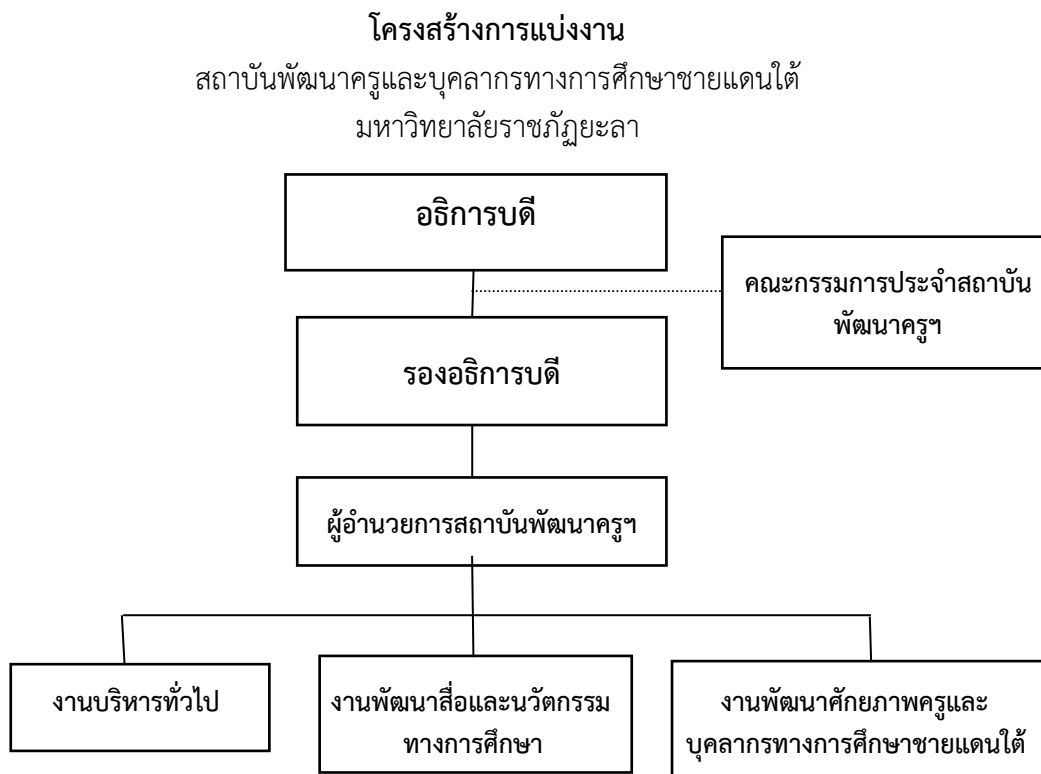 โครงสร้างการแบ่งงาน
สถาบันพัฒนาครูและบุคลากรทางการศึกษาชายแดนใต้
มหาวิทยาลัยราชภัฏยะลา
อธิการบดี
คณะกรรมการประจำสถาบัน
พัฒนาครูฯ
รองอธิการบดี
ผู้อำนวยการสถาบันพัฒนาครูฯ
งานบริหารทั่วไป
งานพัฒนาสื่อและนวัตกรรม
ทางการศึกษา
งานพัฒนาศักยภาพครูและ
บุคลากรทางการศึกษาชายแดนใต้